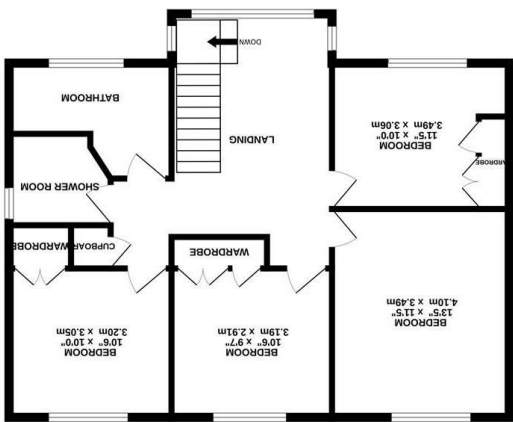 BEDROOM
13'5" x 11'5"
4.10m x 3.49m
BEDROOM
10'6" x 9'7"
3.19m x 2.91m
BEDROOM
10'6" x 10'0"
3.20m x 3.05m
WARDROBE
CUPBOARD
WARDROBE
WARDROBE
SHOWER ROOM
BEDROOM
11'5" x 10'0"
3.49m x 3.06m
LANDING
BATHROOM
DOWN